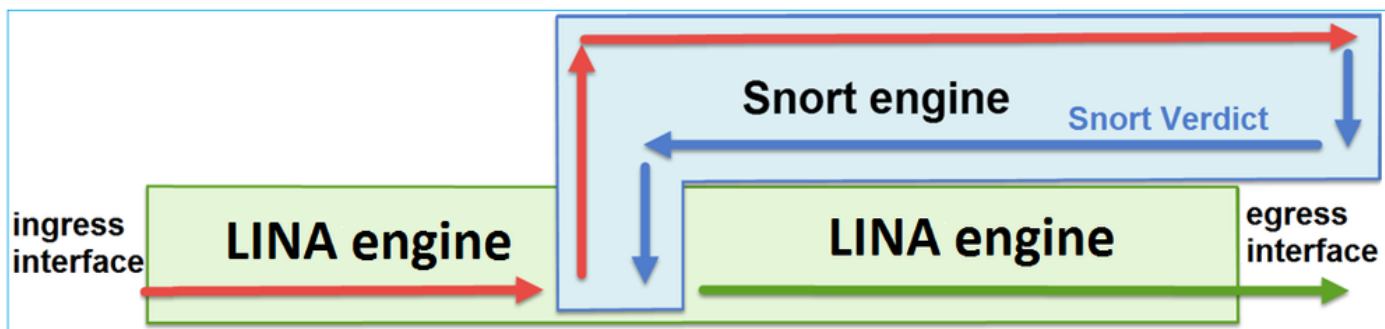 Snort engine
Snort Verdict
ingress
interface
LINA engine
LINA engine
egress
interface